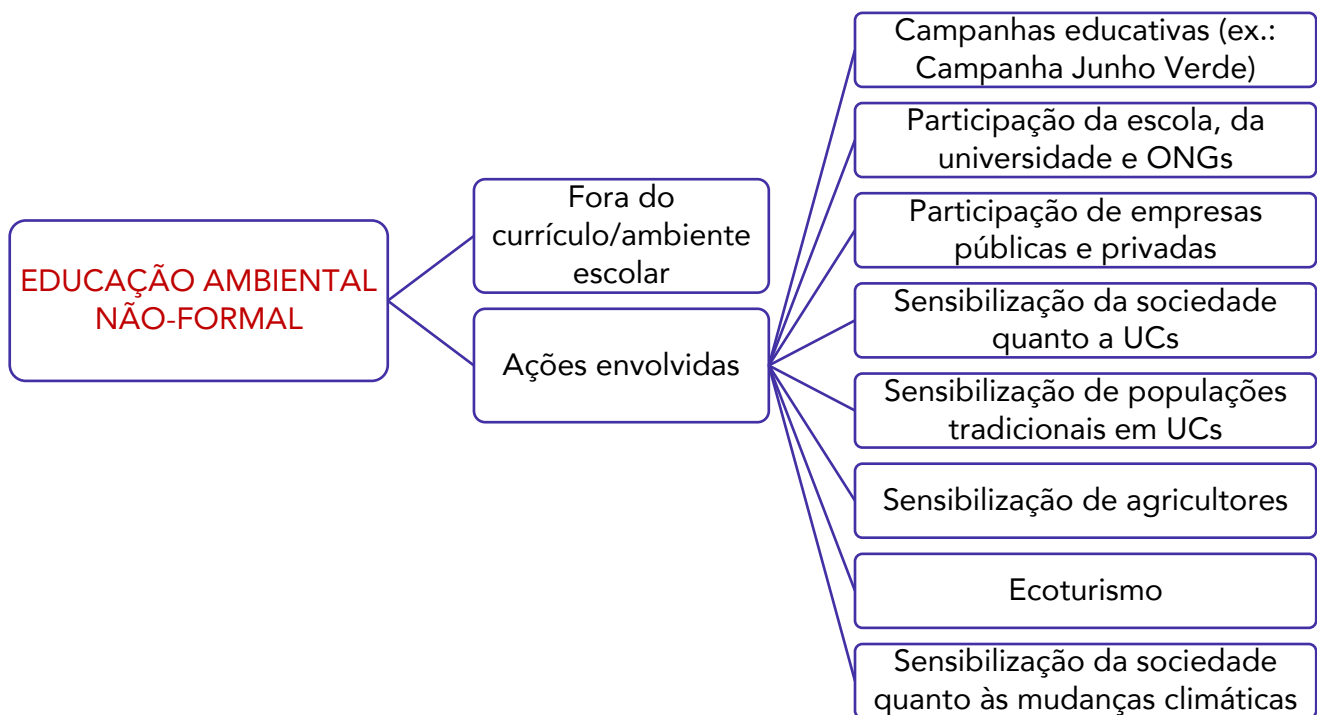 EDUCAÇÃO AMBIENTAL
NÃO-FORMAL
Fora do
currículo/ambiente
escolar
Ações envolvidas
Campanhas educativas (ex.:
Campanha Junho Verde)
Participação da escola, da
universidade e ONGs
Participação de empresas
públicas e privadas
Sensibilização da sociedade
quanto a UCs
Sensibilização de populações
tradicionais em UCs
Sensibilização de agricultores
Ecoturismo
Sensibilização da sociedade
quanto às mudanças climáticas